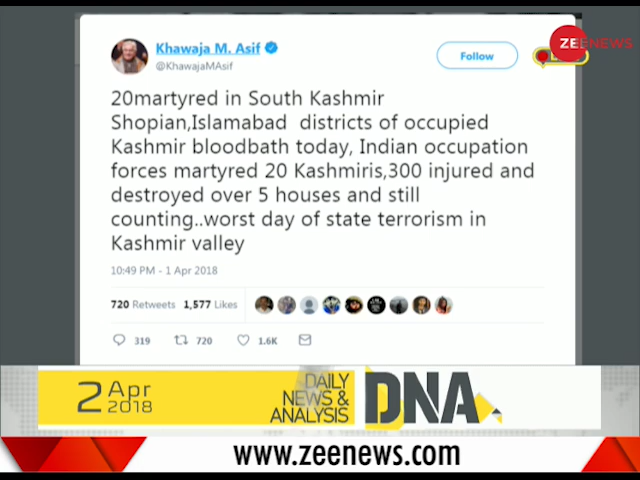 ZEENEWS
Khawaja M. Asif
@KhawajaMAsif
Follow
20martyred in South Kashmir
Shopian,Islamabad districts of occupied
Kashmir bloodbath today, Indian occupation
forces martyred 20 Kashmiris,300 injured and
destroyed over 5 houses and still
counting..worst day of state terrorism in
Kashmir valley
10:49 PM - 1 Apr 2018
720 Retweets 1,577 Likes
319 720 1.6K
2 Apr
2018
DAILY
NEWS &
ANALYSIS
DNA
www.zeenews.com